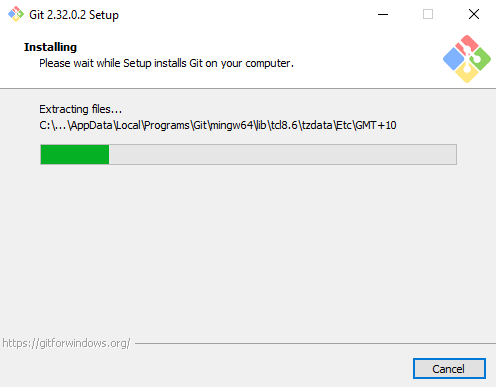 Git 2.32.0.2 Setup
Installing
Please wait while Setup installs Git on your computer.
Extracting files...
C:\...\AppData\Local\Programs\Git\mingw64\lib\tcl8.6\tzdata\Etc\GMT+10
https://gitforwindows.org/
Cancel